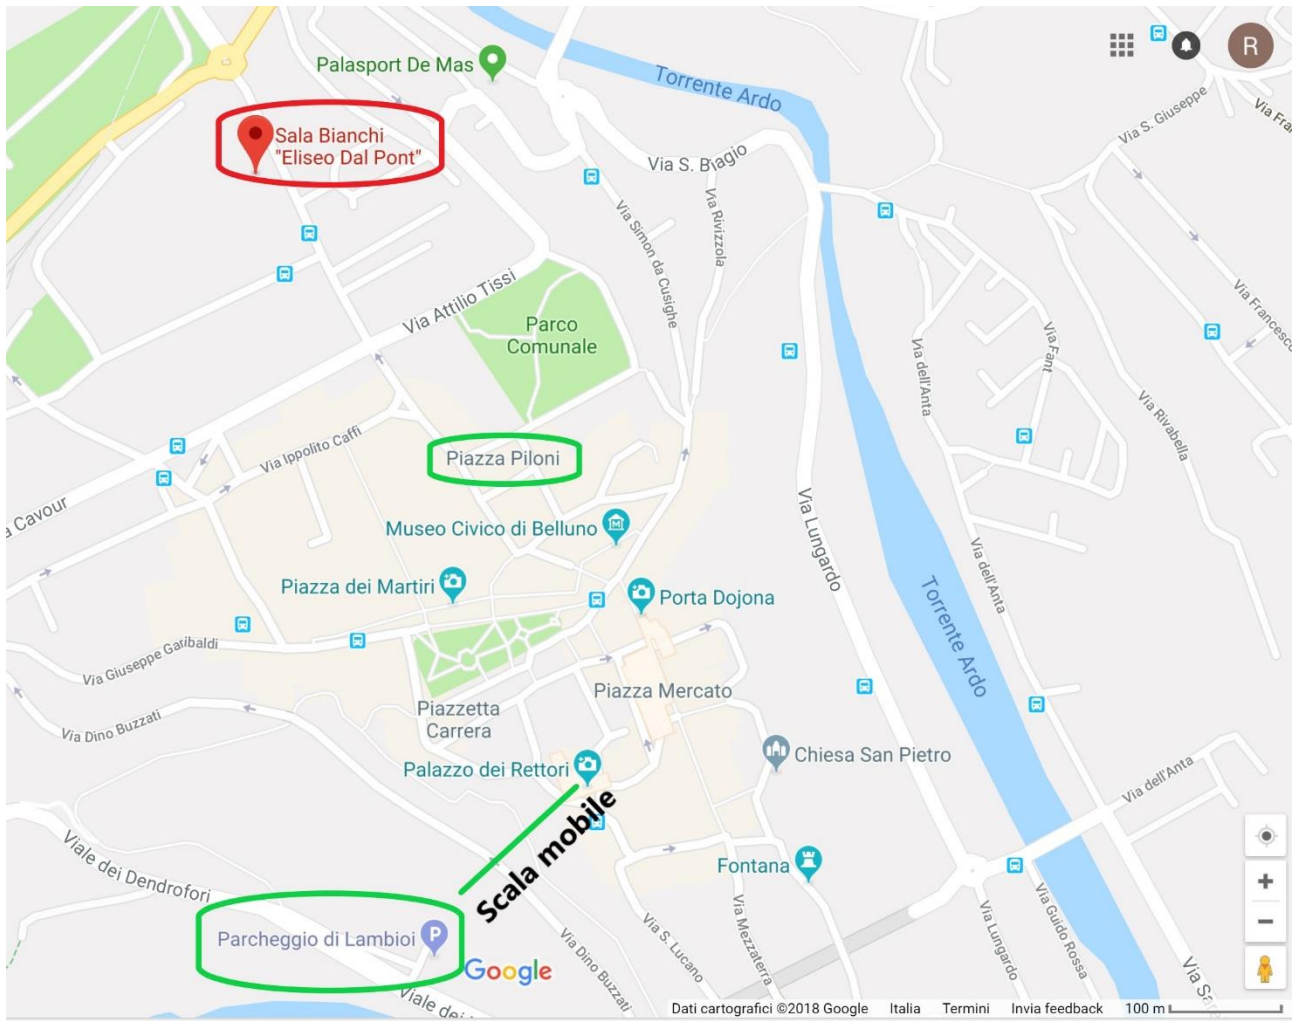 R
Palasport De Mas
Torrente Ardo
Via S. Giuseppe
Via Fra
Sala Bianchi
"Eliseo Dal Pont"
Via S. Biagio
Via Rivizzola
Via Simon da Cusighe
Via Attilio Tissi
Parco
Comunale
Via dell'Anta
Via Fant
Via Francesco
Via Rivabella
Via Ippolito Caffi
Piazza Piloni
a Cavour
Museo Civico di Belluno
M
Via Lungardo
Via dell'Anta
Piazza dei Martiri
Porta Dojona
Torrente Ardo
Via Giuseppe Garibaldi
Piazza Mercato
Piazzetta
Carrera
Via Dino Buzzati
Palazzo dei Rettori
Chiesa San Pietro
Via dell'Anta
Scala mobile
Viale dei Dendrofori
Fontana
Parcheggio di Lambioi
P
Via Dino Buzzati
Via S. Lucano
Via Mezzaterra
Via Lungardo
Via Guido Rossa
Via Sare
Google
Viale dei
Dati cartografici ©2018 Google Italia Termini Invia feedback 100 m